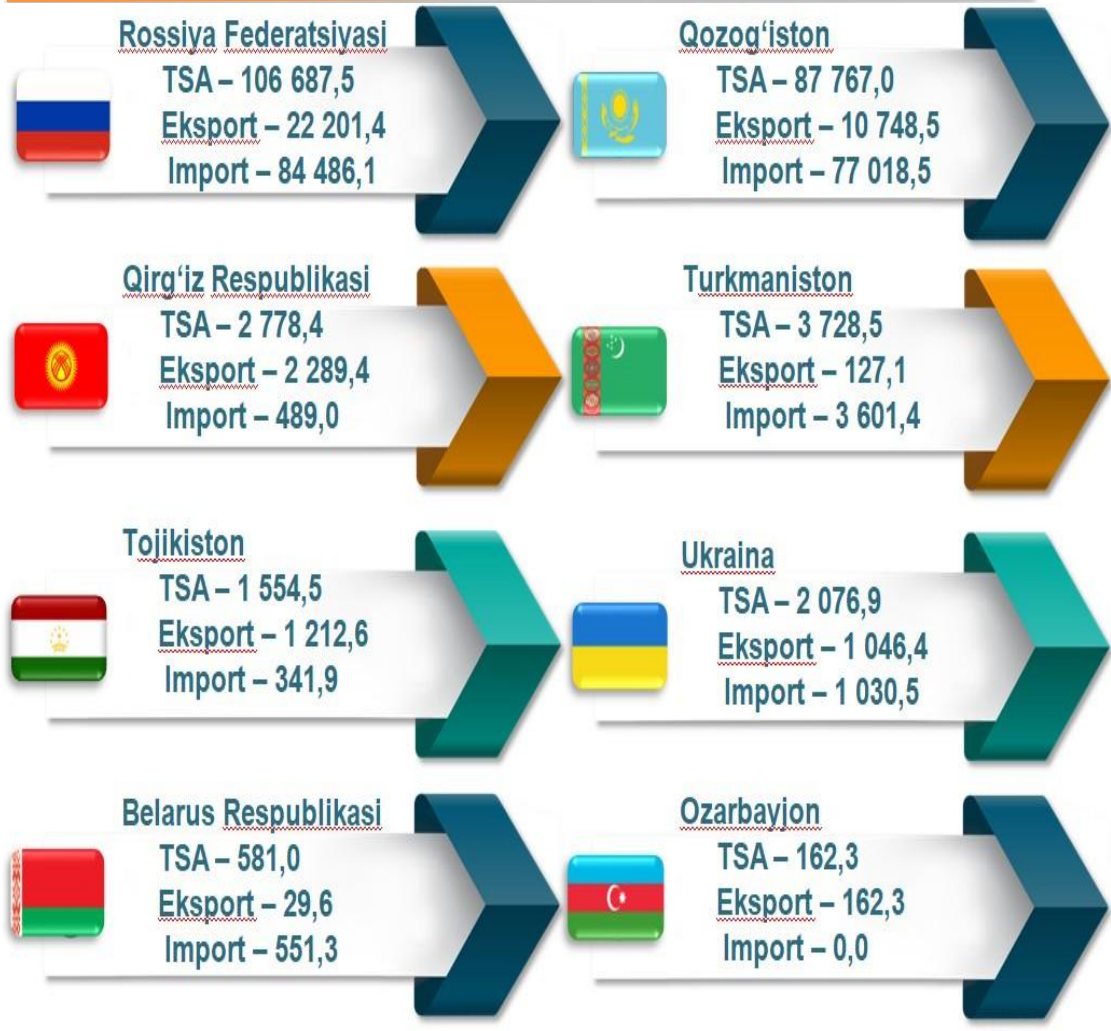 Rossiya Federatsiyasi
TSA – 106 687,5
Eksport – 22 201,4
Import – 84 486,1
Qozog‘iston
TSA – 87 767,0
Eksport – 10 748,5
Import – 77 018,5
Qirg‘iz Respublikasi
TSA – 2 778,4
Eksport – 2 289,4
Import – 489,0
Turkmaniston
TSA – 3 728,5
Eksport – 127,1
Import – 3 601,4
Tojikiston
TSA – 1 554,5
Eksport – 1 212,6
Import – 341,9
Ukraina
TSA – 2 076,9
Eksport – 1 046,4
Import – 1 030,5
Belarus Respublikasi
TSA – 581,0
Eksport – 29,6
Import – 551,3
Ozarbayjon
TSA – 162,3
Eksport – 162,3
Import – 0,0